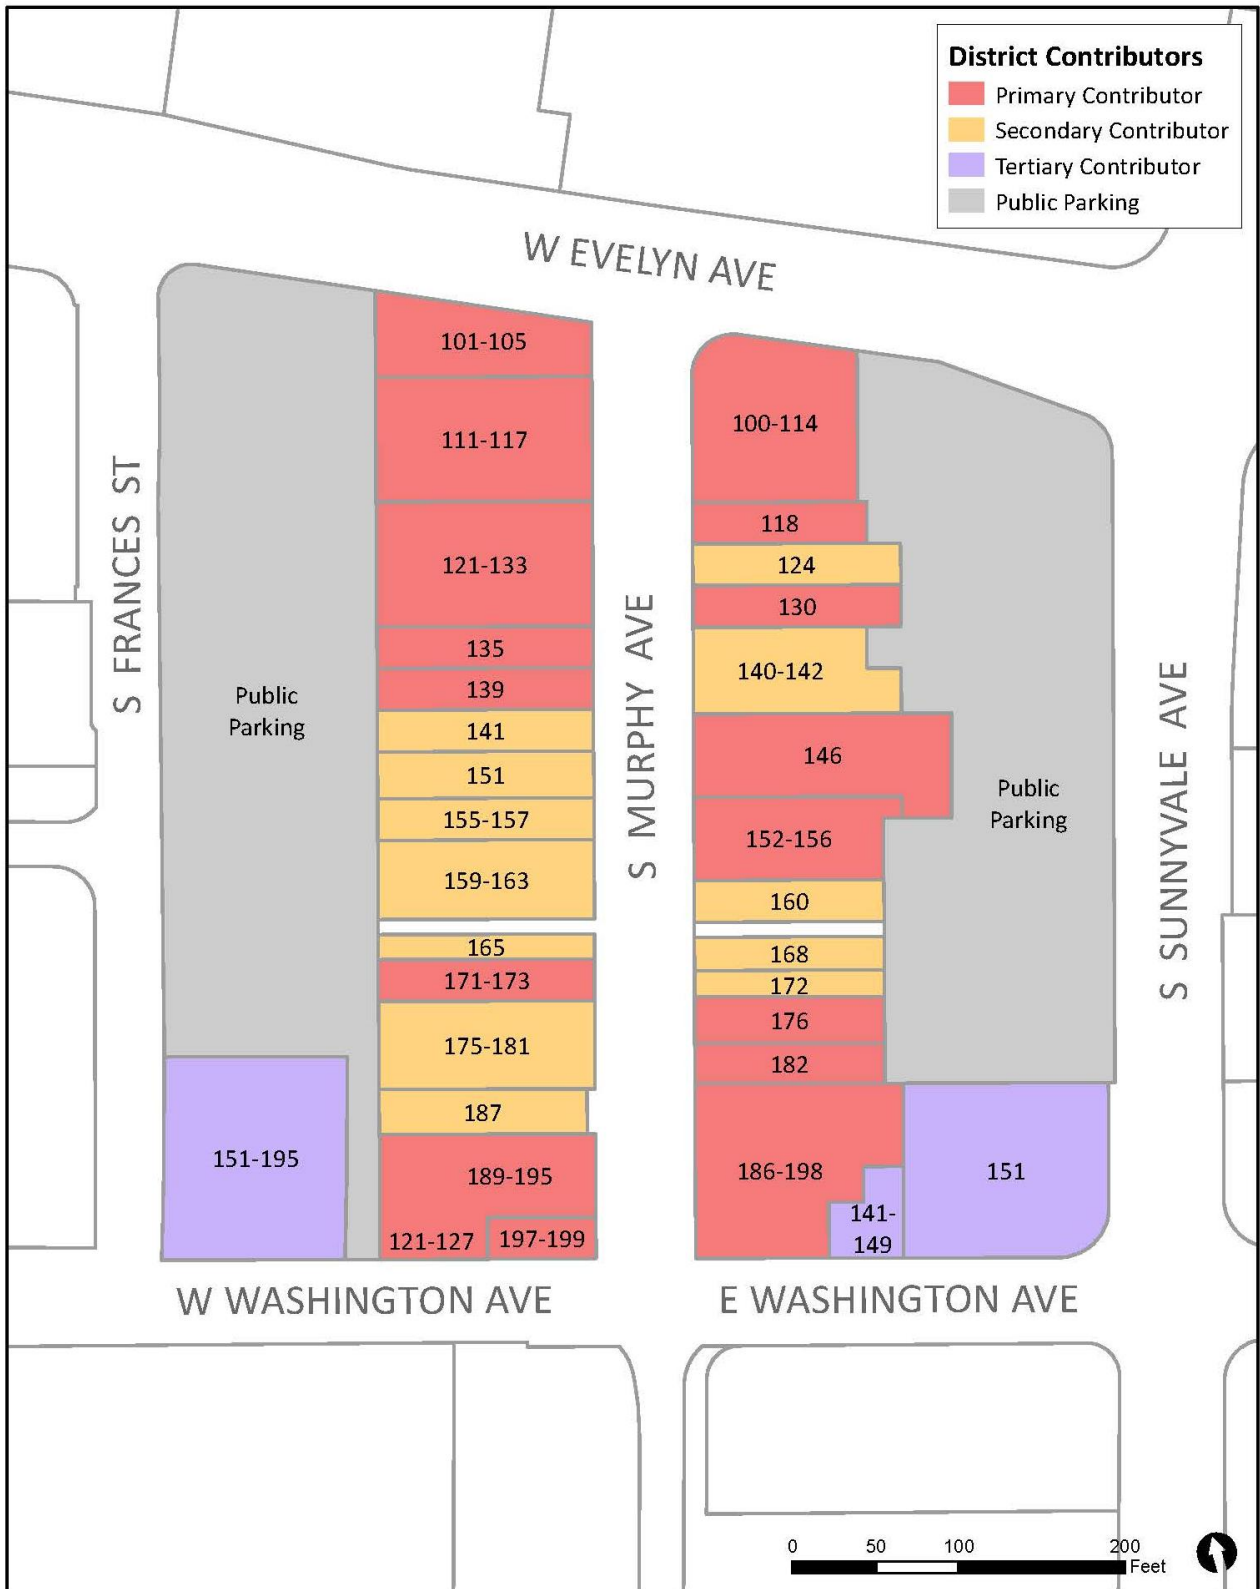 District Contributors
Primary Contributor
Secondary Contributor
Tertiary Contributor
Public Parking
W EVELYN AVE
S FRANCES ST
S MURPHY AVE
S SUNNYVALE AVE
Public
Parking
101-105
111-117
121-133
135
139
141
151
155-157
159-163
165
171-173
175-181
187
189-195
121-127
197-199
151-195
100-114
118
124
130
140-142
146
152-156
160
168
172
176
182
186-198
141-
149
151
Public
Parking
W WASHINGTON AVE
E WASHINGTON AVE
0 50 100 200
Feet